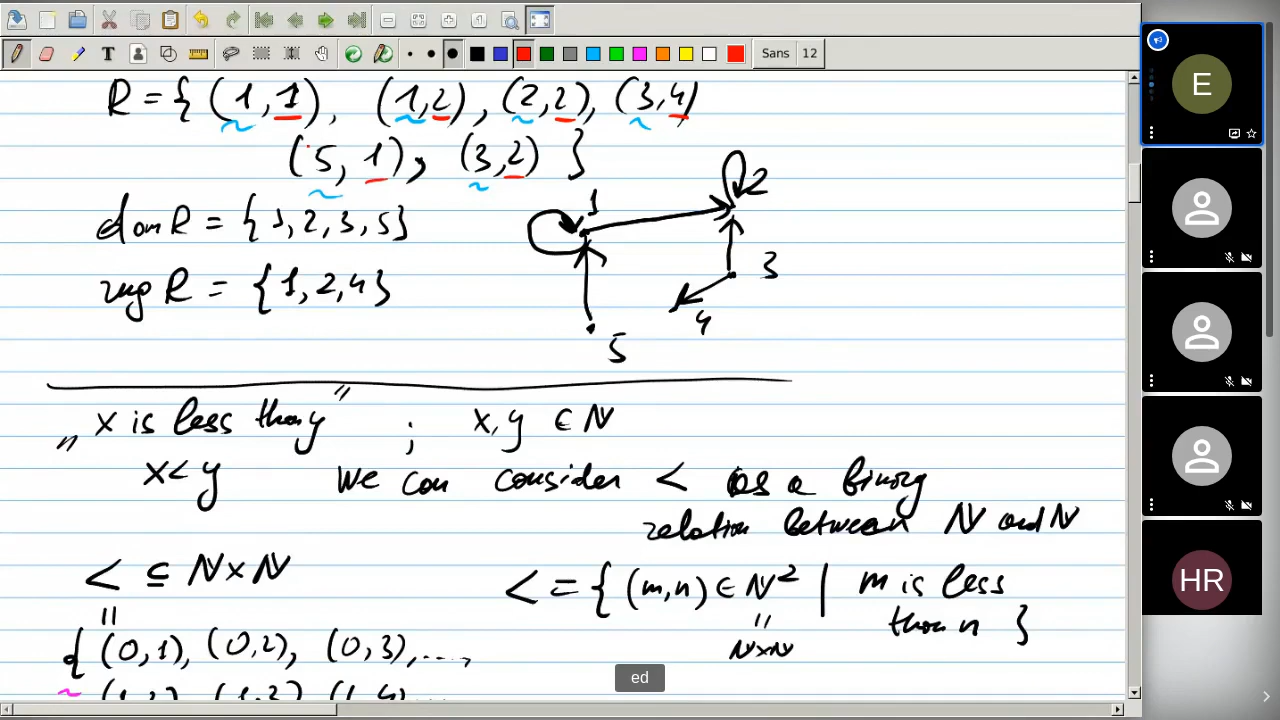 Sans 12
R = { (1,1), (1,2), (2,2), (3,4)
(5,1), (3,2) }
dom R = {1,2,3,5}
rng R = {1,2,4}
1
2
3
4
5
„x is less than y" ; x,y ∈ N
x<y We can consider < as a binary
relation between N and N
< ⊆ N×N
< = { (m,n) ∈ N² | m is less
than n }
N×N
{ (0,1), (0,2), (0,3), ....,
ed
E
HR